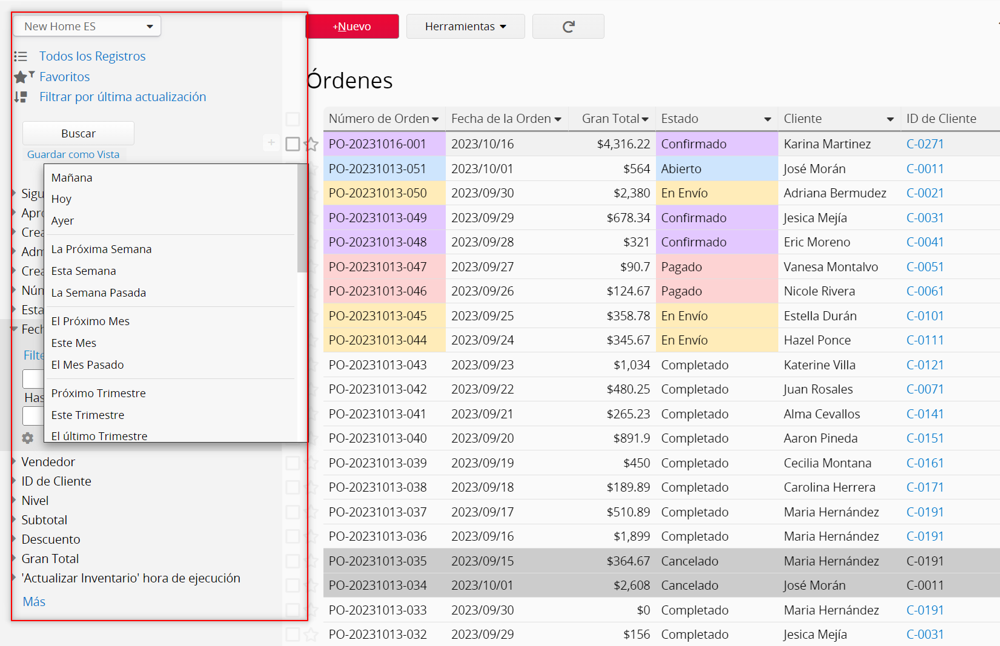 New Home ES
Todos los Registros
Favoritos
Filtrar por última actualización
Buscar
Guardar como Vista
Mañana
Hoy
Ayer
La Próxima Semana
Esta Semana
La Semana Pasada
El Próximo Mes
Este Mes
El Mes Pasado
Próximo Trimestre
Este Trimestre
El último Trimestre
Vendedor
ID de Cliente
Nivel
Subtotal
Descuento
Gran Total
'Actualizar Inventario' hora de ejecución
Más
+Nuevo Herramientas
Órdenes
Número de Orden Fecha de la Orden Gran Total Estado Cliente ID de Cliente
PO-20231016-001 2023/10/16 $4,316.22 Confirmado Karina Martinez C-0271
PO-20231013-051 2023/10/01 $564 Abierto José Morán C-0011
PO-20231013-050 2023/09/30 $2,380 En Envío Adriana Bermudez C-0021
PO-20231013-049 2023/09/29 $678.34 Confirmado Jesica Mejía C-0031
PO-20231013-048 2023/09/28 $321 Confirmado Eric Moreno C-0041
PO-20231013-047 2023/09/27 $90.7 Pagado Vanesa Montalvo C-0051
PO-20231013-046 2023/09/26 $124.67 Pagado Nicole Rivera C-0061
PO-20231013-045 2023/09/25 $358.78 En Envío Estella Durán C-0101
PO-20231013-044 2023/09/24 $345.67 En Envío Hazel Ponce C-0111
PO-20231013-043 2023/09/23 $1,034 Completado Katerine Villa C-0121
PO-20231013-042 2023/09/22 $480.25 Completado Juan Rosales C-0071
PO-20231013-041 2023/09/21 $265.23 Completado Alma Cevallos C-0141
PO-20231013-040 2023/09/20 $891.9 Completado Aaron Pineda C-0151
PO-20231013-039 2023/09/19 $450 Completado Cecilia Montana C-0161
PO-20231013-038 2023/09/18 $189.89 Completado Carolina Herrera C-0171
PO-20231013-037 2023/09/17 $510.89 Completado Maria Hernández C-0191
PO-20231013-036 2023/09/16 $1,899 Completado Maria Hernández C-0191
PO-20231013-035 2023/09/15 $364.67 Cancelado Maria Hernández C-0191
PO-20231013-034 2023/10/01 $2,608 Cancelado José Morán C-0011
PO-20231013-033 2023/09/30 $0 Completado Maria Hernández C-0191
PO-20231013-032 2023/09/29 $156 Completado Jesica Mejía C-0031